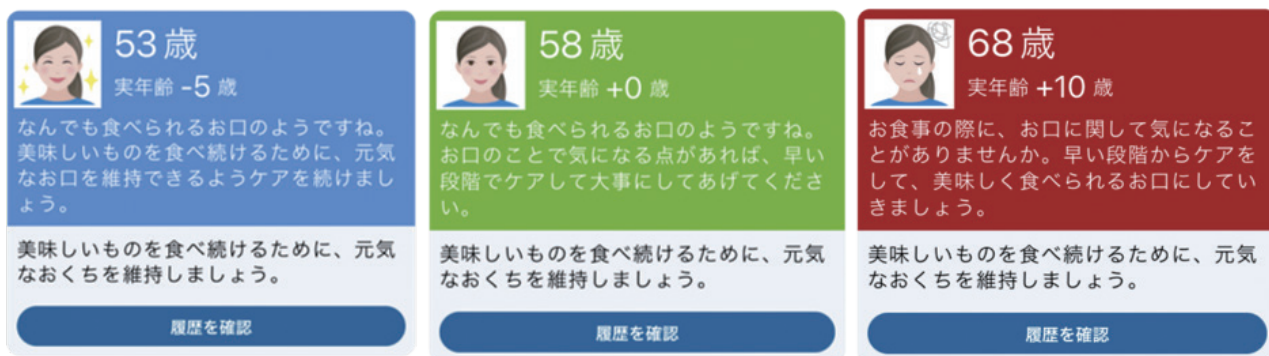 53歳
実年齢 -5 歳
なんでも食べられるお口のようですね。
美味しいものを食べ続けるために、元気
なお口を維持できるようケアを続けまし
ょう。
美味しいものを食べ続けるために、元気
なおくちを維持しましょう。
履歴を確認
58歳
実年齢 +0 歳
なんでも食べられるお口のようですね。
お口のことで気になる点があれば、早い
段階でケアして大事にしてあげてくださ
い。
美味しいものを食べ続けるために、元気
なおくちを維持しましょう。
履歴を確認
68歳
実年齢 +10 歳
お食事の際に、お口に関して気になるこ
とがありませんか。早い段階からケアを
して、美味しく食べられるお口にしてい
きましょう。
美味しいものを食べ続けるために、元気
なおくちを維持しましょう。
履歴を確認